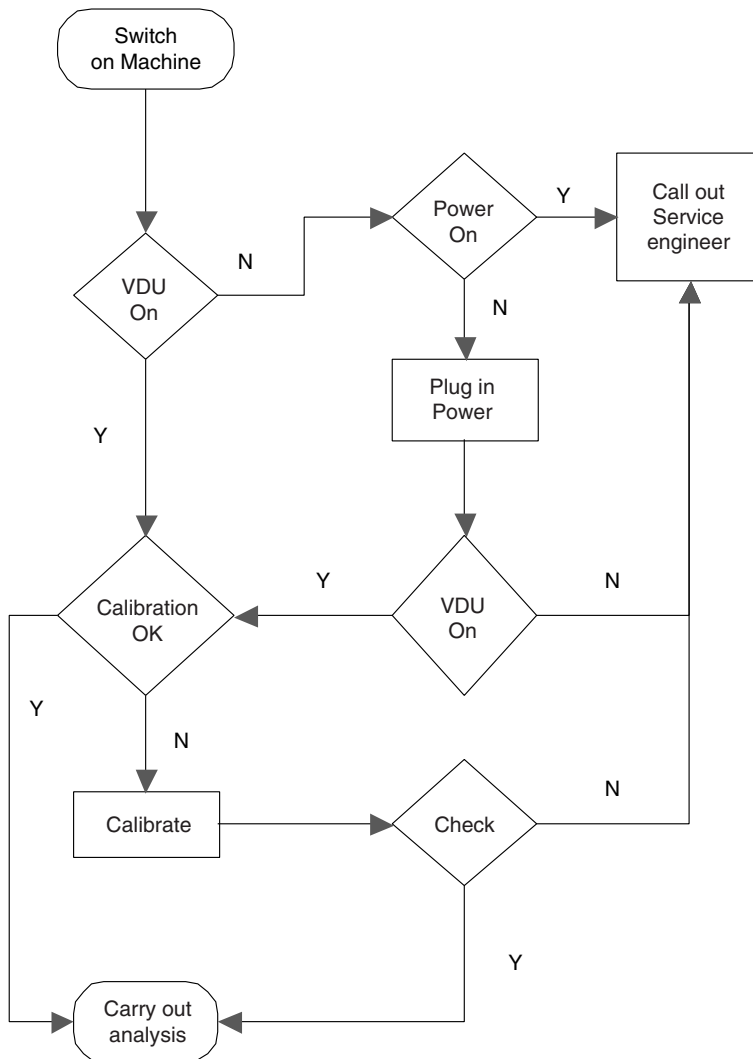 Switch
on Machine
Power
On
Y
Call out
Service
engineer
N
VDU
On
N
Plug in
Power
Y
Y
N
Calibration
OK
VDU
On
Y
N
N
Calibrate
Check
Y
Carry out
analysis